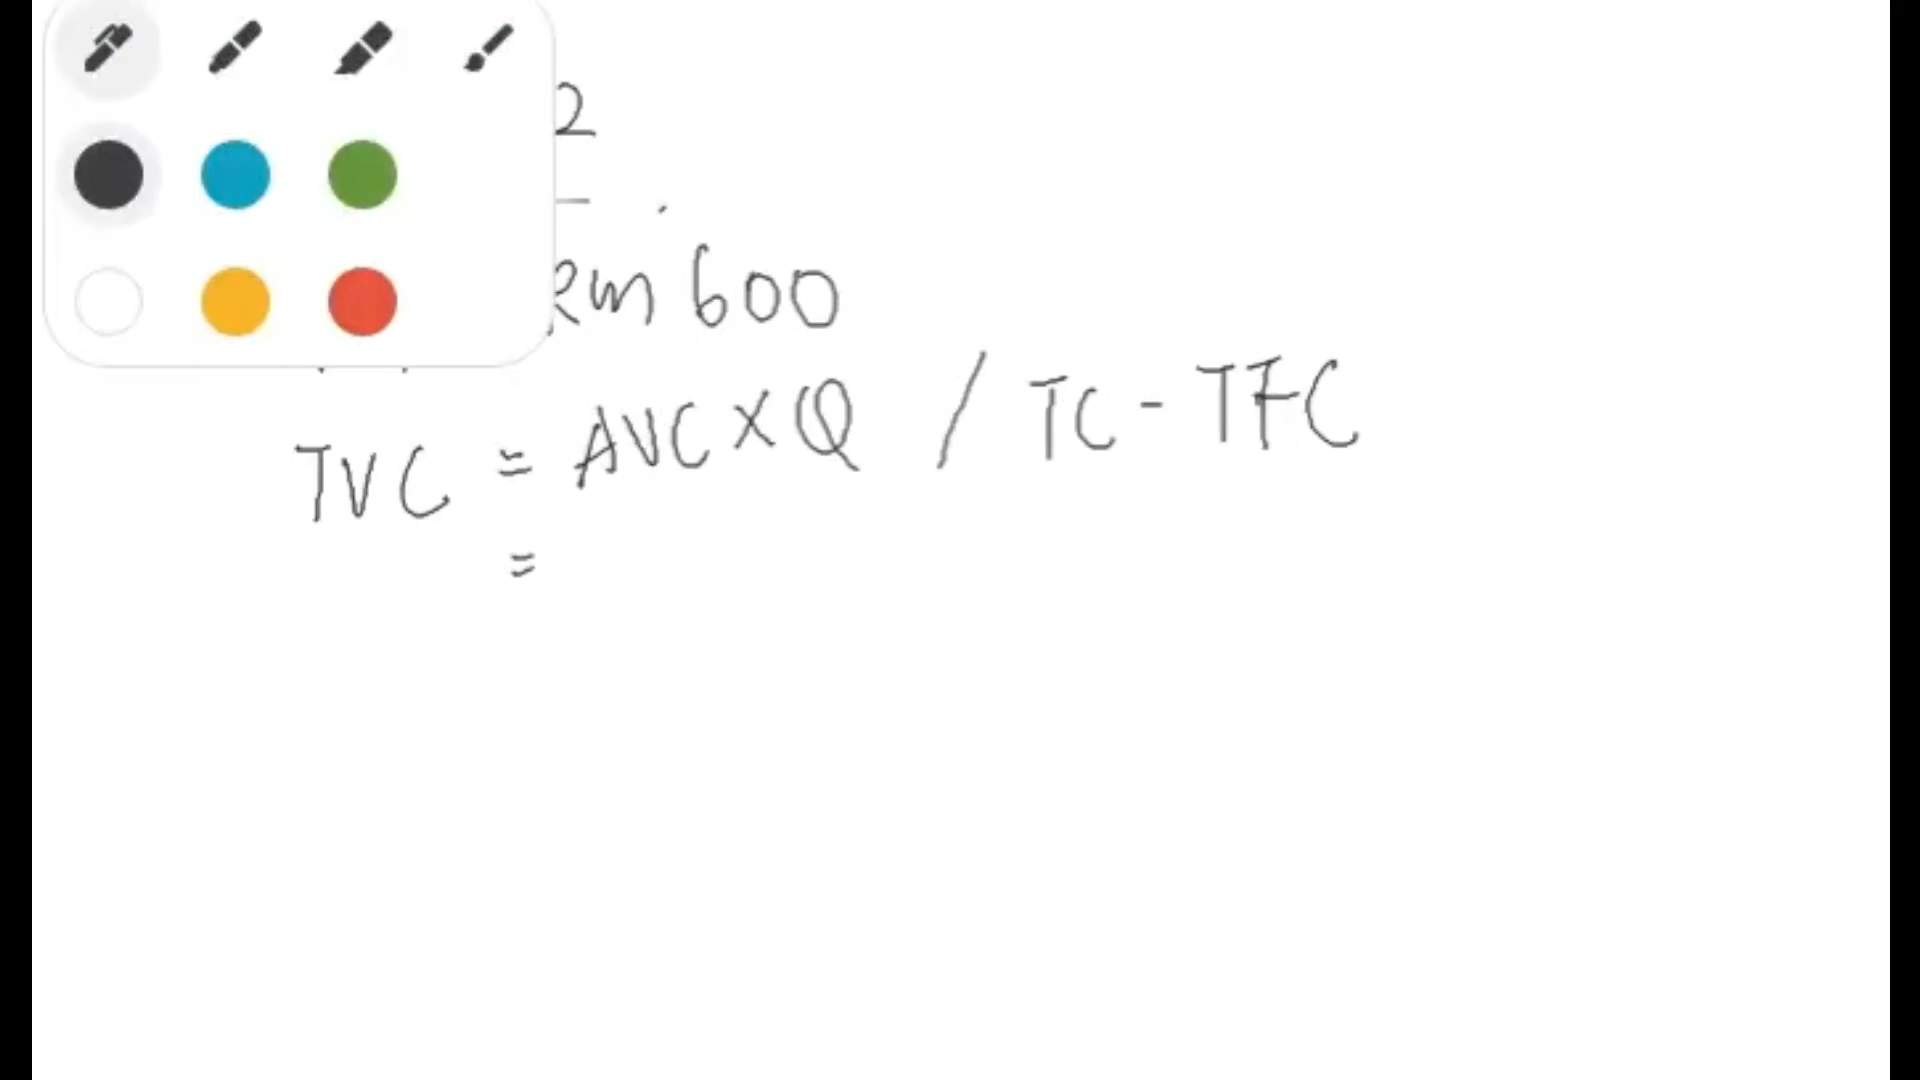 2
Rm 600
TVC = AVC x Q / TC - TFC
=